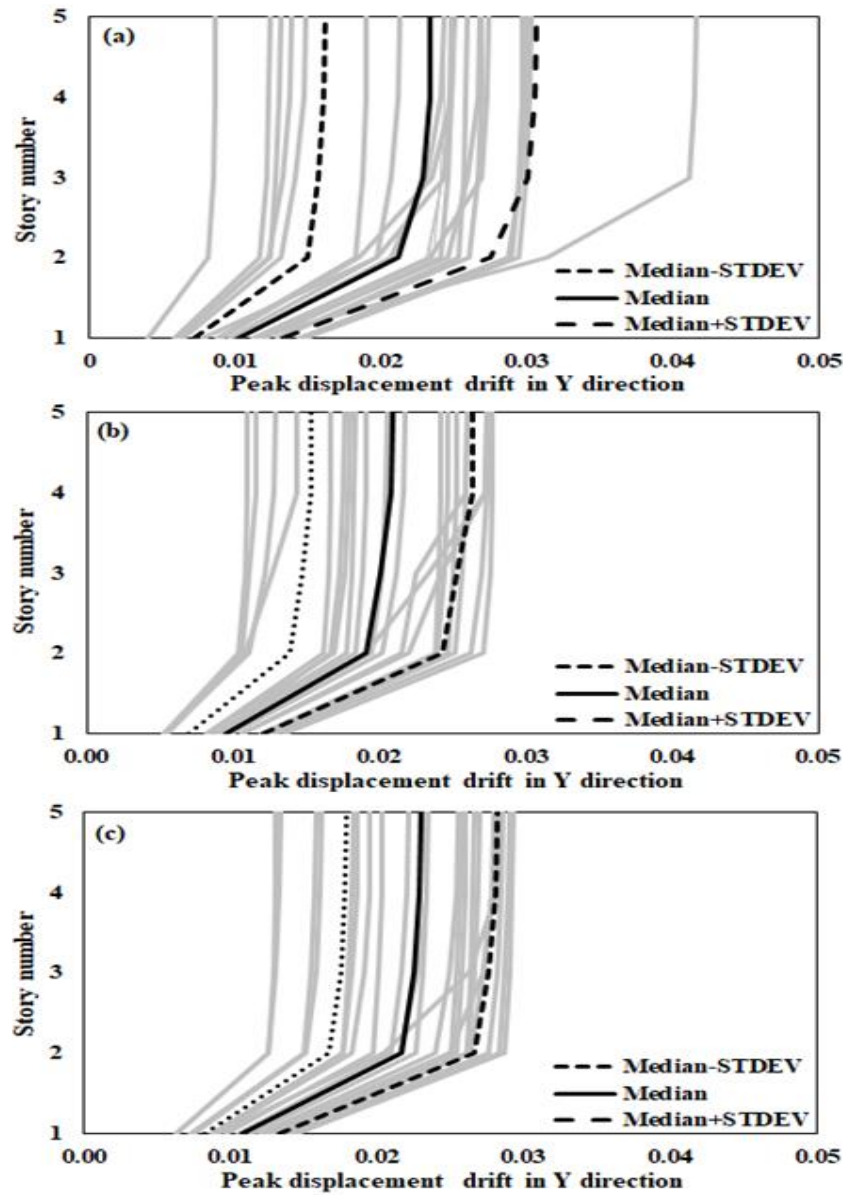 5
(a)
4
Story number
3
2
Median-STDEV
Median
1
Median+STDEV
0 0.01 0.02 0.03 0.04 0.05
Peak displacement drift in Y direction
5
(b)
4
Story number
3
2
Median-STDEV
Median
1
Median+STDEV
0.00 0.01 0.02 0.03 0.04 0.05
Peak displacement drift in Y direction
5
(c)
4
Story number
3
2
Median-STDEV
Median
1
Median+STDEV
0.00 0.01 0.02 0.03 0.04 0.05
Peak displacement drift in Y direction